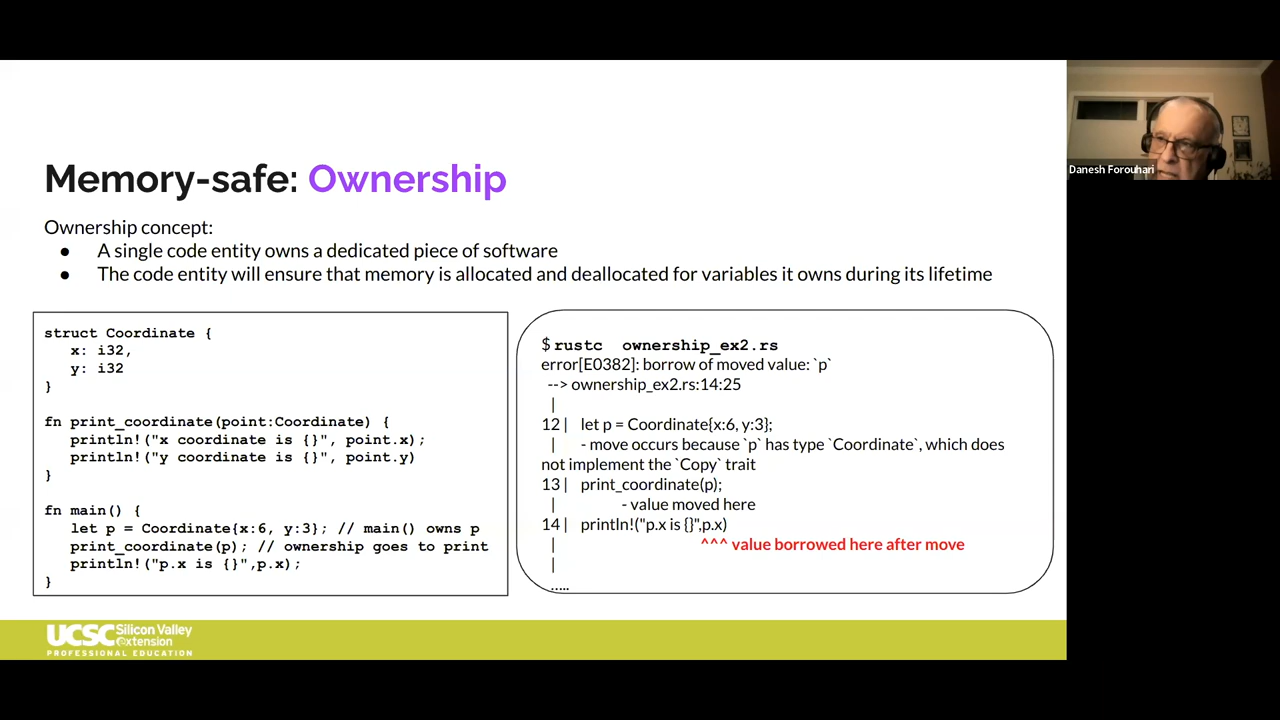 Memory-safe: Ownership
Ownership concept:
● A single code entity owns a dedicated piece of software
● The code entity will ensure that memory is allocated and deallocated for variables it owns during its lifetime
struct Coordinate {
x: i32,
y: i32
}
fn print_coordinate(point:Coordinate) {
println!("x coordinate is {}", point.x);
println!("y coordinate is {}", point.y)
}
fn main() {
let p = Coordinate{x:6, y:3}; // main() owns p
print_coordinate(p); // ownership goes to print
println!("p.x is {}",p.x);
}
$ rustc ownership_ex2.rs
error[E0382]: borrow of moved value: `p`
--> ownership_ex2.rs:14:25
|
12 | let p = Coordinate{x:6, y:3};
| - move occurs because `p` has type `Coordinate`, which does
not implement the `Copy` trait
13 | print_coordinate(p);
| - value moved here
14 | println!("p.x is {}",p.x)
| ^^^ value borrowed here after move
|
.....
UCSC Silicon Valley
extension
PROFESSIONAL EDUCATION
Danesh Forouhari